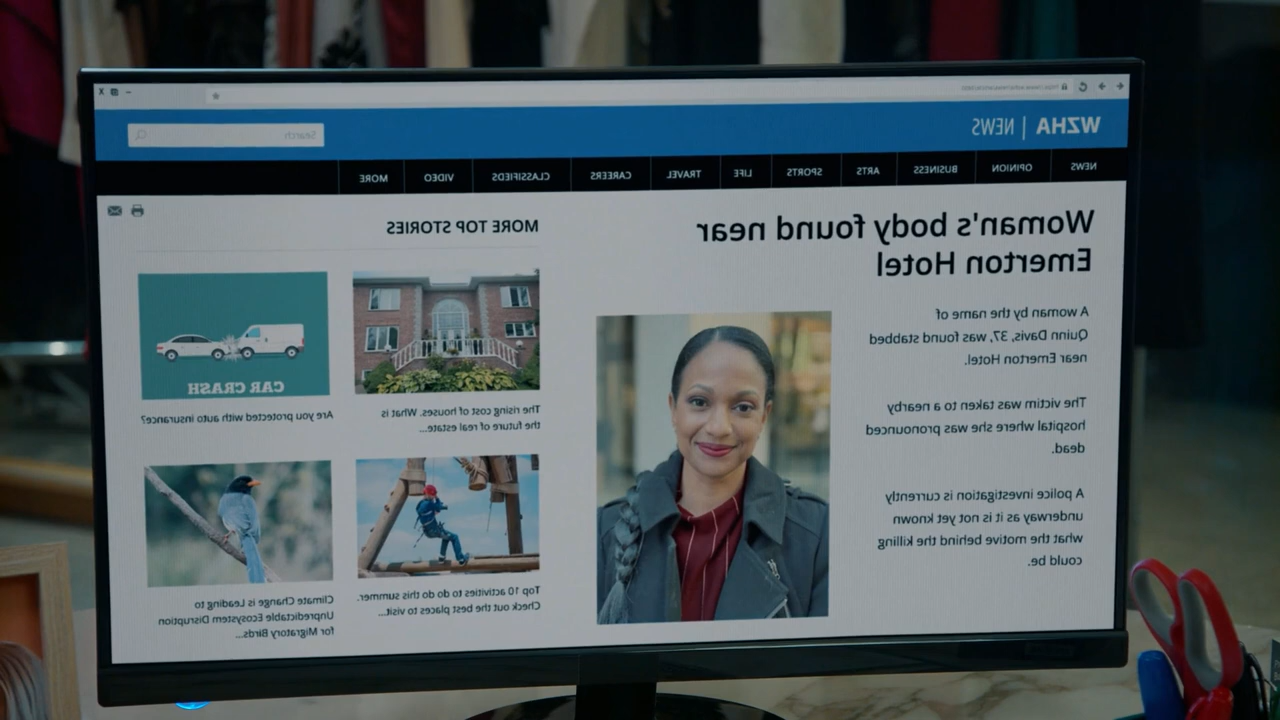 WZHA | NEWS
Search
NEWS
OPINION
BUSINESS
ARTS
SPORTS
LIFE
TRAVEL
CAREERS
CLASSIFIEDS
VIDEO
MORE
Woman's body found near
Emerton Hotel
A woman by the name of
Quinn Davis, 37, was found stabbed
near Emerton Hotel.
The victim was taken to a nearby
hospital where she was pronounced
dead.
A police investigation is currently
underway as it is not yet known
what the motive behind the killing
could be.
MORE TOP STORIES
The rising cost of houses. What is
the future of real estate...
CAR CRASH
Are you protected with auto insurance?
Top 10 activities to do do this summer.
Check out the best places to visit...
Climate Change is Leading to
Unpredictable Ecosystem Disruption
for Migratory Birds...